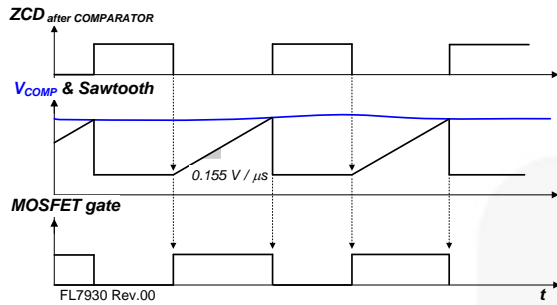 ZCD after COMPARATOR
VCOMP & Sawtooth
0.155 V / μs
MOSFET gate
FL7930 Rev.00
t